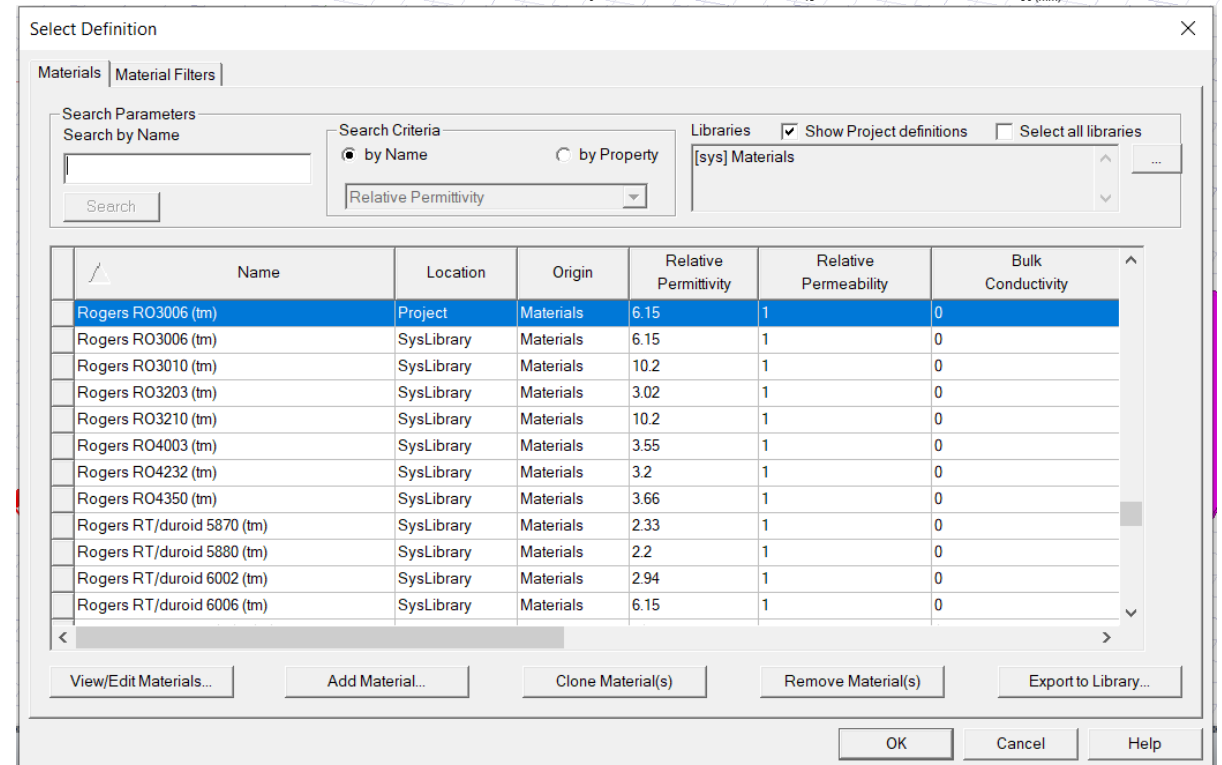 Select Definition
Materials Material Filters
Search Parameters
Search by Name
Search
Search Criteria
by Name by Property
Relative Permittivity
Libraries Show Project definitions Select all libraries
[sys] Materials
...
Name Location Origin Relative Permittivity Relative Permeability Bulk Conductivity
Rogers RO3006 (tm) Project Materials 6.15 1 0
Rogers RO3006 (tm) SysLibrary Materials 6.15 1 0
Rogers RO3010 (tm) SysLibrary Materials 10.2 1 0
Rogers RO3203 (tm) SysLibrary Materials 3.02 1 0
Rogers RO3210 (tm) SysLibrary Materials 10.2 1 0
Rogers RO4003 (tm) SysLibrary Materials 3.55 1 0
Rogers RO4232 (tm) SysLibrary Materials 3.2 1 0
Rogers RO4350 (tm) SysLibrary Materials 3.66 1 0
Rogers RT/duroid 5870 (tm) SysLibrary Materials 2.33 1 0
Rogers RT/duroid 5880 (tm) SysLibrary Materials 2.2 1 0
Rogers RT/duroid 6002 (tm) SysLibrary Materials 2.94 1 0
Rogers RT/duroid 6006 (tm) SysLibrary Materials 6.15 1 0
View/Edit Materials... Add Material... Clone Material(s) Remove Material(s) Export to Library...
OK Cancel Help